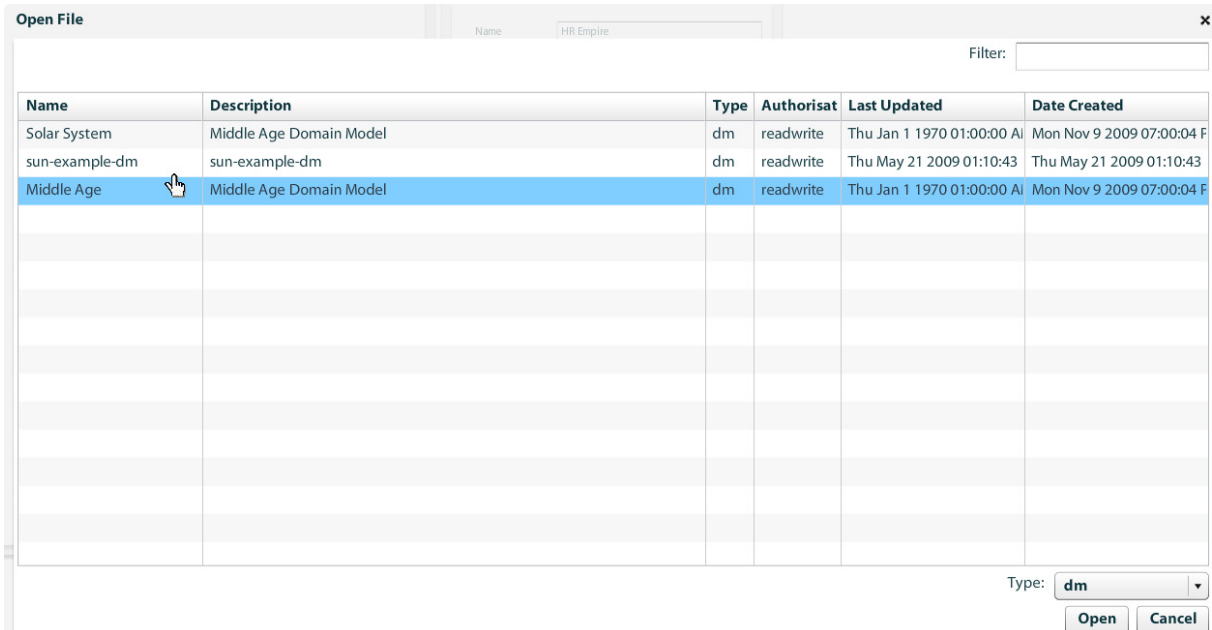 Open File
Name HR Empire
Filter:
Name Description Type Authorisat Last Updated Date Created
Solar System Middle Age Domain Model dm readwrite Thu Jan 1 1970 01:00:00 Mon Nov 9 2009 07:00:04
sun-example-dm sun-example-dm dm readwrite Thu May 21 2009 01:10:43 Thu May 21 2009 01:10:43
Middle Age Middle Age Domain Model dm readwrite Thu Jan 1 1970 01:00:00 Mon Nov 9 2009 07:00:04
Type: dm
Open Cancel